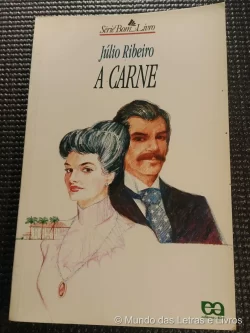 Série Bom Livro
Júlio Ribeiro
A CARNE
© Mundo das Letras e Livros